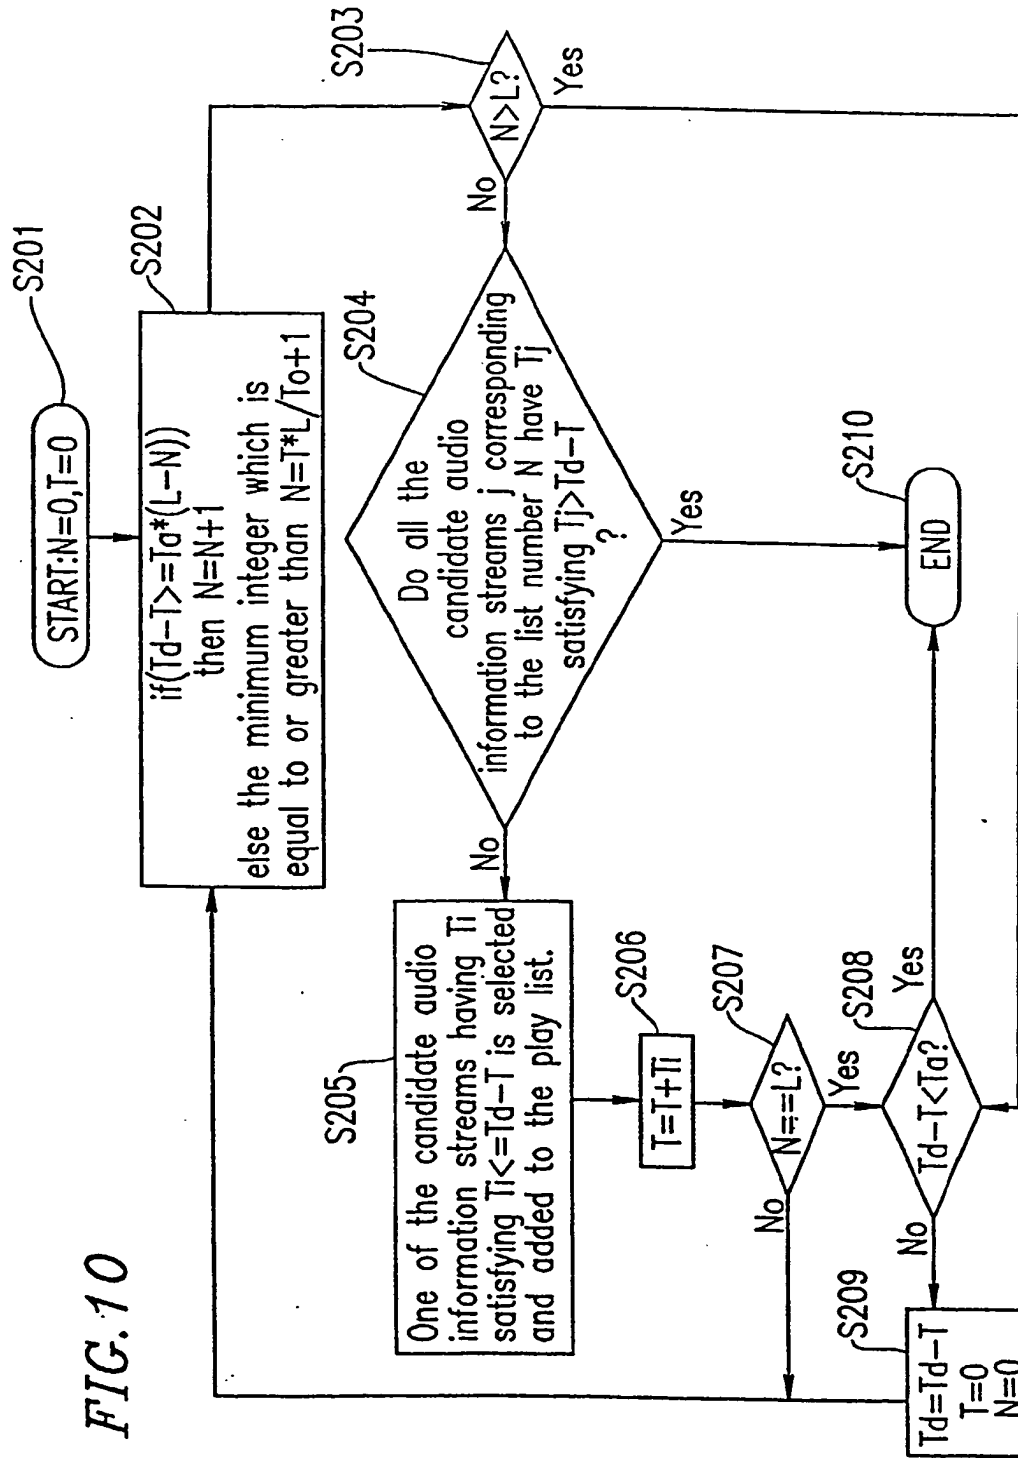 FIG.10
START:N=0,T=0
S201
if(Td-T>=Ta*(L-N))
then N=N+1
else the minimum integer which is
equal to or greater than N=T*L/To+1
S202
N>L?
S203
No
Yes
Do all the
candidate audio
information streams j corresponding
to the list number N have Tj
satisfying Tj>Td-T
?
S204
No
Yes
One of the candidate audio
information streams having Ti
satisfying Ti<=Td-T is selected
and added to the play list.
S205
T=T+Ti
S206
N==L?
S207
No
Yes
Td-T<Ta?
S208
No
Yes
Td=Td-T
T=0
N=0
S209
END
S210